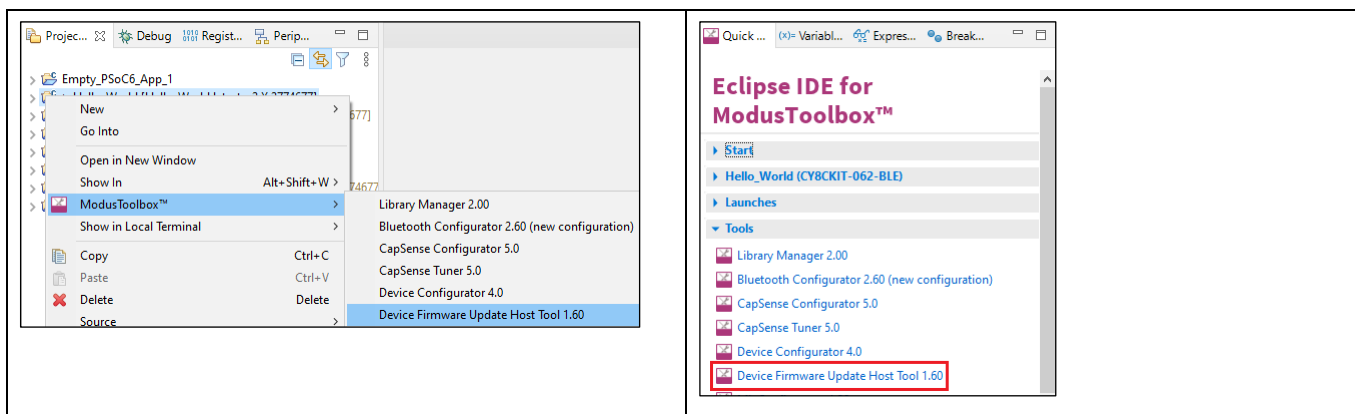 Projec... Debug Regist... Perip...
Empty_PSoC6_App_1
New
677]
Go Into
Open in New Window
Show In Alt+Shift+W
74677
ModusToolbox™
Show in Local Terminal
Copy Ctrl+C
Paste Ctrl+V
Delete Delete
Source
Library Manager 2.00
Bluetooth Configurator 2.60 (new configuration)
CapSense Configurator 5.0
CapSense Tuner 5.0
Device Configurator 4.0
Device Firmware Update Host Tool 1.60
Quick ... (x)= Variabl... Expres... Break...
Eclipse IDE for
ModusToolbox™
Start
Hello_World (CY8CKIT-062-BLE)
Launches
Tools
Library Manager 2.00
Bluetooth Configurator 2.60 (new configuration)
CapSense Configurator 5.0
CapSense Tuner 5.0
Device Configurator 4.0
Device Firmware Update Host Tool 1.60